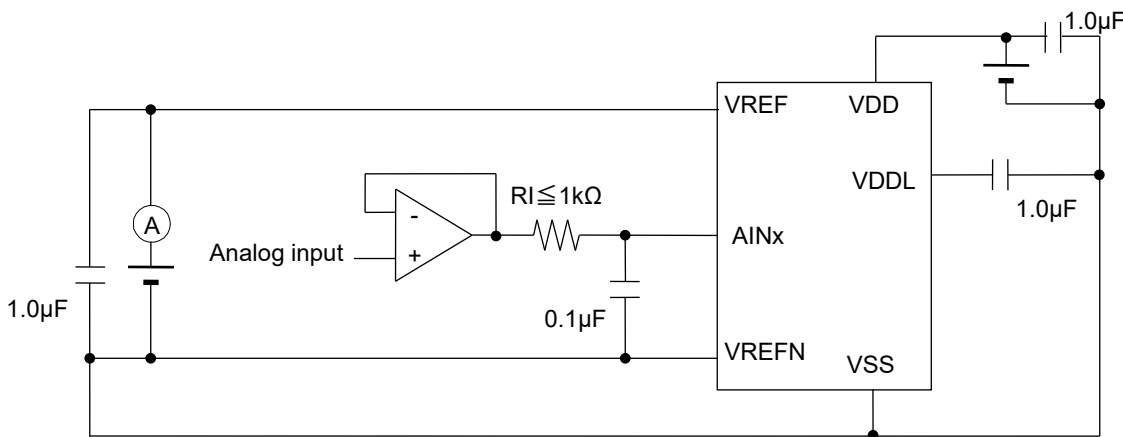 1.0µF
VREF
VDD
VDDL
1.0µF
RI≦1kΩ
-
+
A
Analog input
AINx
1.0µF
0.1µF
VREFN
VSS